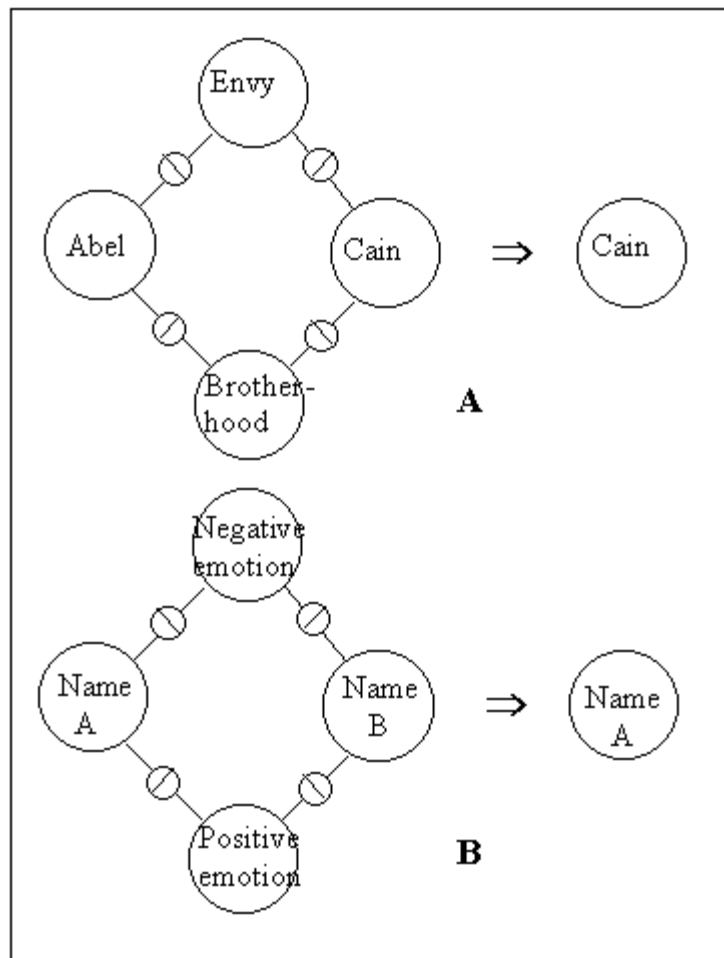 Envy
Abel
Cain
⇒
Cain
Brother-
hood
A
Negative
emotion
Name
A
Name
B
⇒
Name
A
Positive
emotion
B